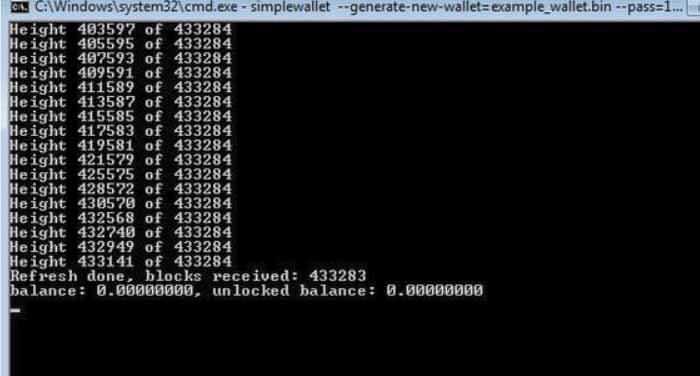 C:\Windows\system32\cmd.exe - simplewallet --generate-new-wallet=example_wallet.bin --pass=1...
Height 403597 of 433284
Height 405595 of 433284
Height 407593 of 433284
Height 409591 of 433284
Height 411589 of 433284
Height 413587 of 433284
Height 415585 of 433284
Height 417583 of 433284
Height 419581 of 433284
Height 421579 of 433284
Height 425575 of 433284
Height 428572 of 433284
Height 430570 of 433284
Height 432568 of 433284
Height 432740 of 433284
Height 432949 of 433284
Height 433141 of 433284
Refresh done, blocks received: 433283
balance: 0.00000000, unlocked balance: 0.00000000